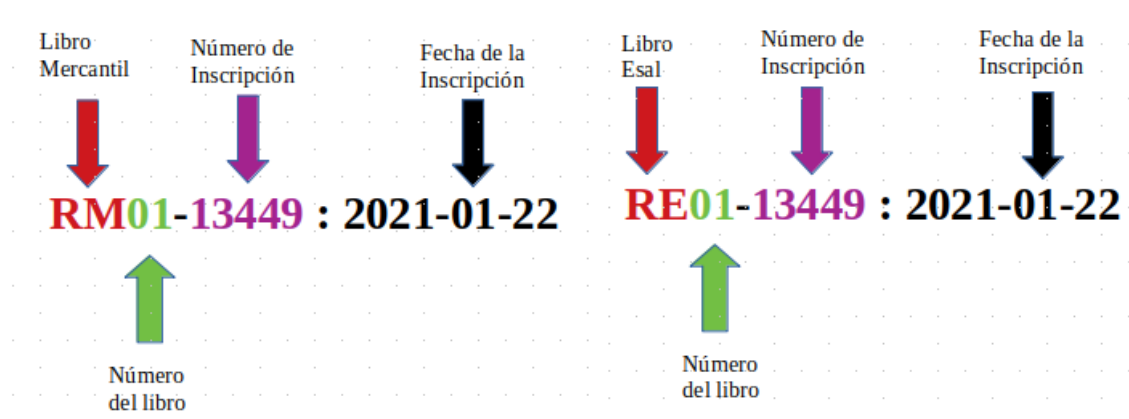 Libro
Mercantil
Número de
Inscripción
Fecha de la
Inscripción
RM01-13449 : 2021-01-22
Número
del libro
Libro
Esal
Número de
Inscripción
Fecha de la
Inscripción
RE01-13449 : 2021-01-22
Número
del libro